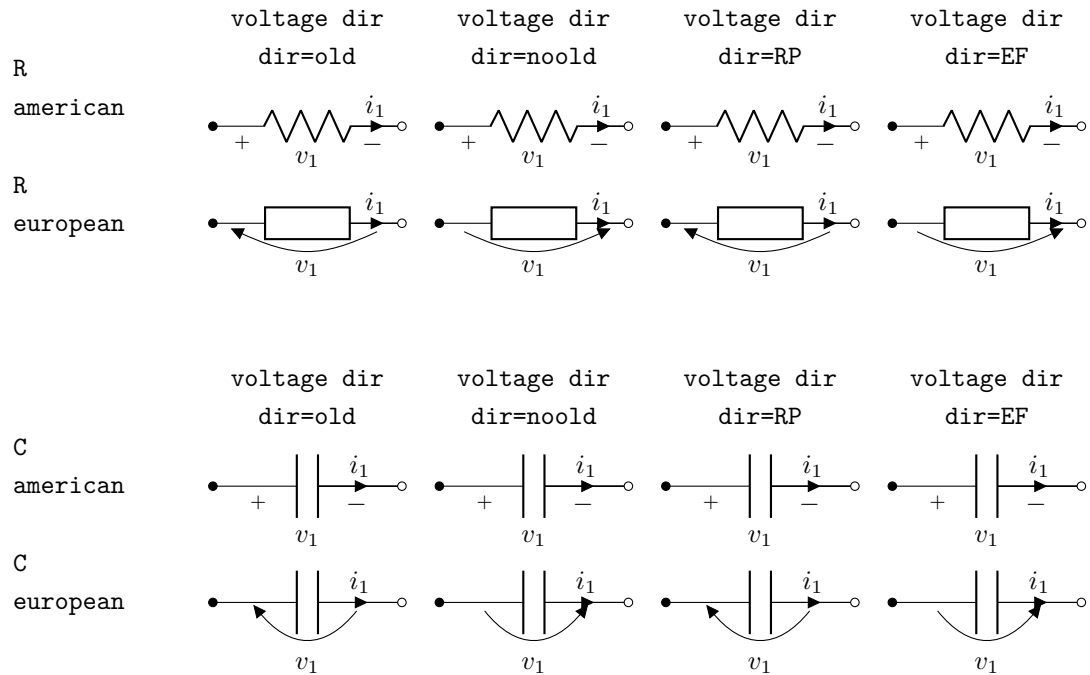 voltage dir voltage dir voltage dir voltage dir
dir=old dir=noold dir=RP dir=EF
R
american
i₁ i₁ i₁ i₁
+ − + − + − + −
v₁ v₁ v₁ v₁
R
european
i₁ i₁ i₁ i₁
v₁ v₁ v₁ v₁
voltage dir voltage dir voltage dir voltage dir
dir=old dir=noold dir=RP dir=EF
C
american
i₁ i₁ i₁ i₁
+ − + − + − + −
v₁ v₁ v₁ v₁
C
european
i₁ i₁ i₁ i₁
v₁ v₁ v₁ v₁